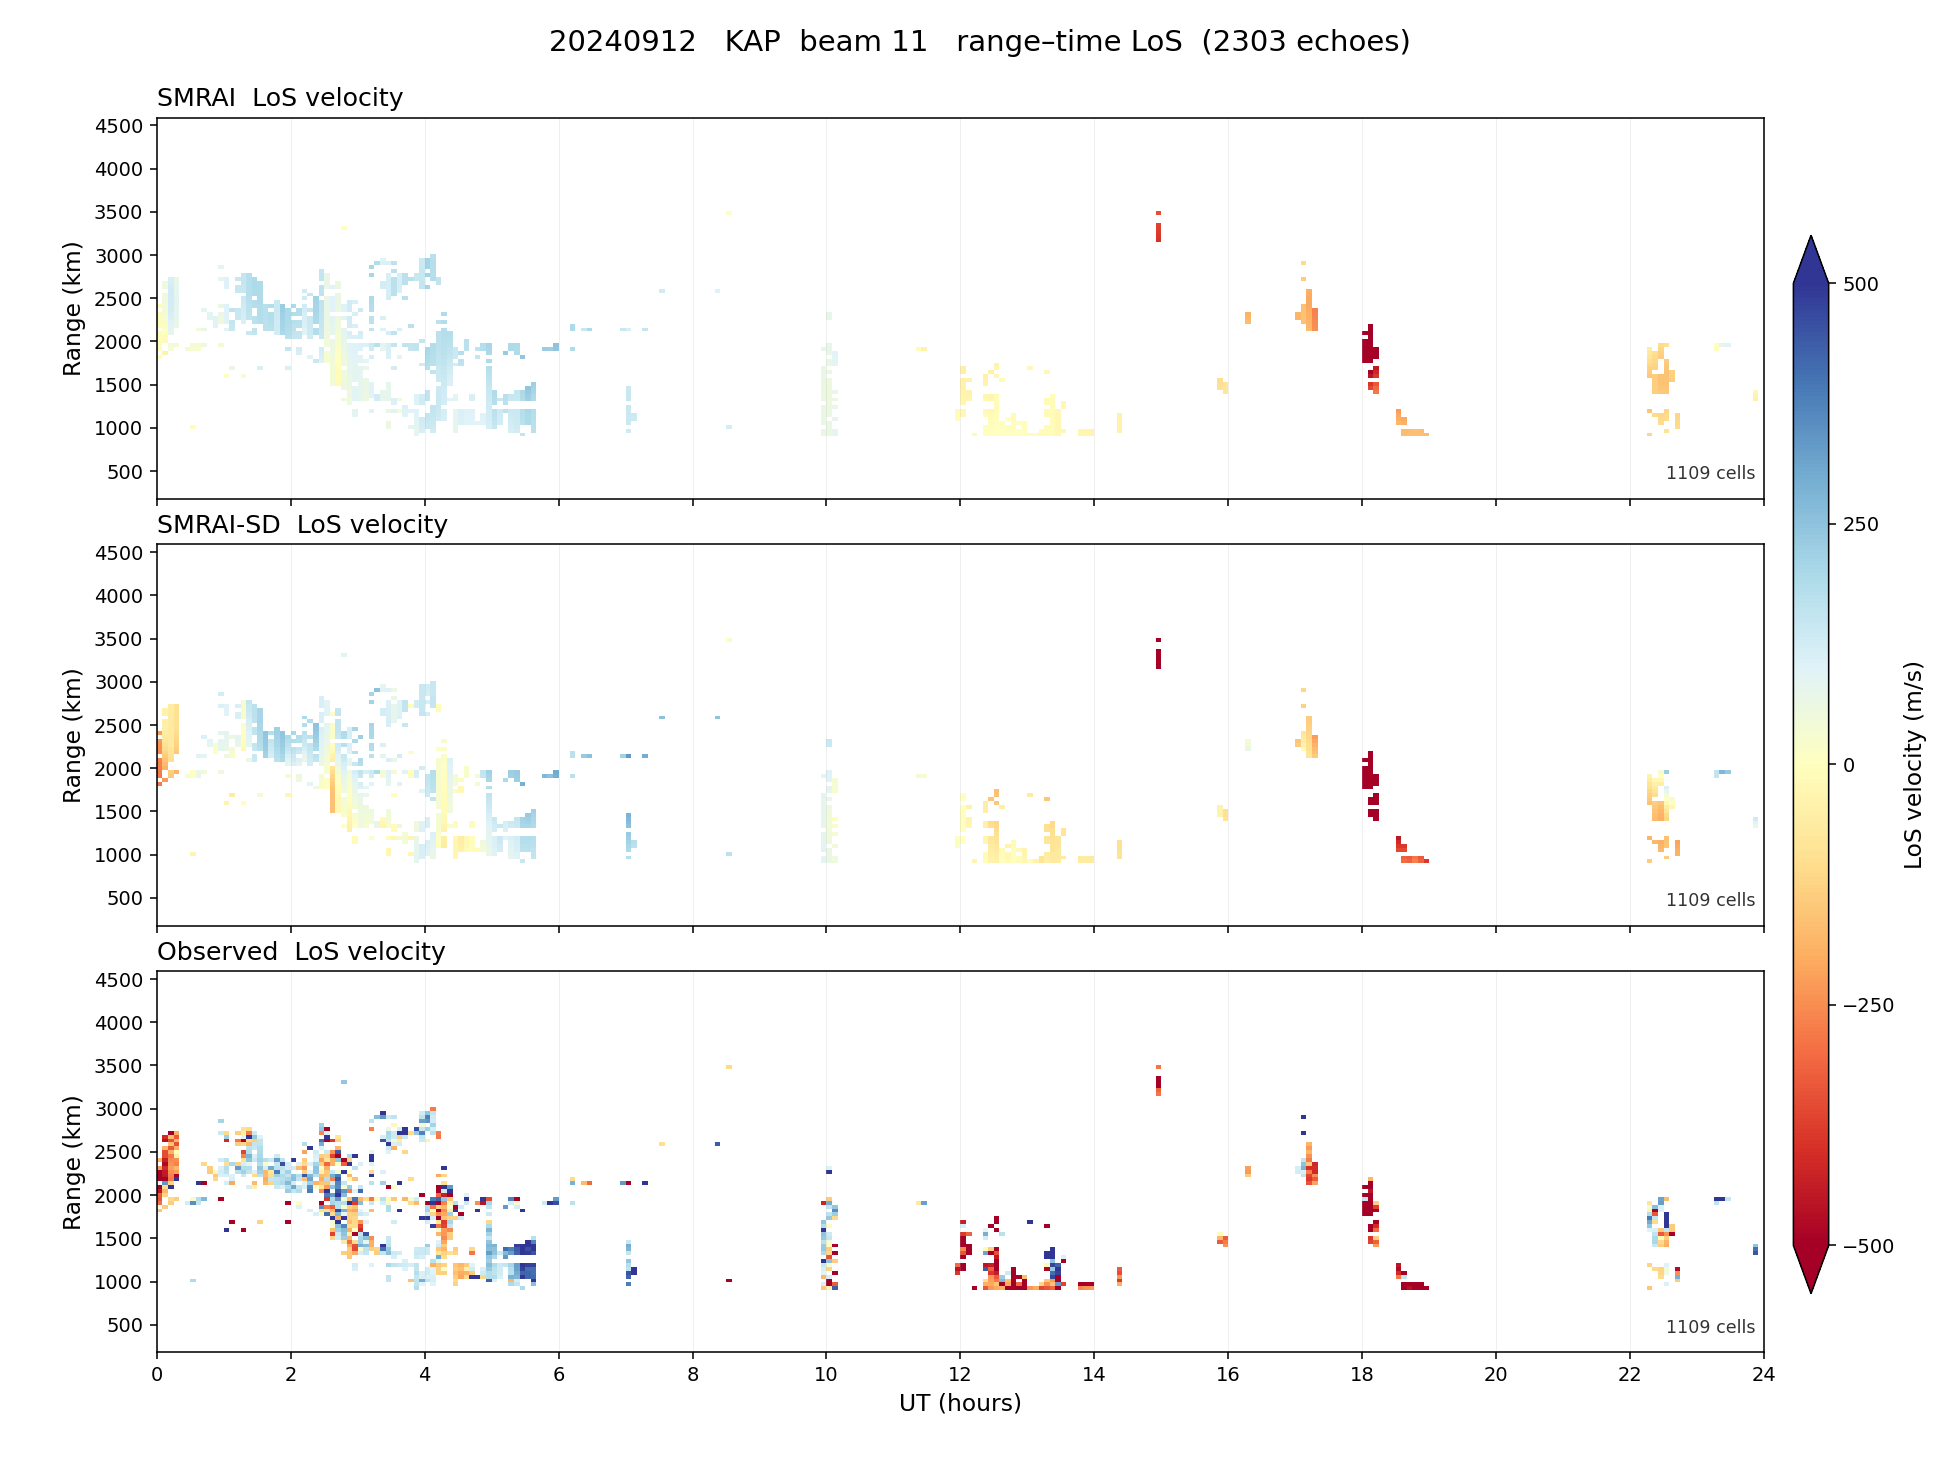 20240912   KAP  beam 11   range–time LoS  (2303 echoes)
SMRAI  LoS velocity
4500
4000
3500
3000
2500
2000
1500
1000
500
Range (km)
1109 cells
SMRAI-SD  LoS velocity
4500
4000
3500
3000
2500
2000
1500
1000
500
Range (km)
1109 cells
Observed  LoS velocity
4500
4000
3500
3000
2500
2000
1500
1000
500
Range (km)
1109 cells
0 2 4 6 8 10 12 14 16 18 20 22 24
UT (hours)
500
250
0
−250
−500
LoS velocity (m/s)